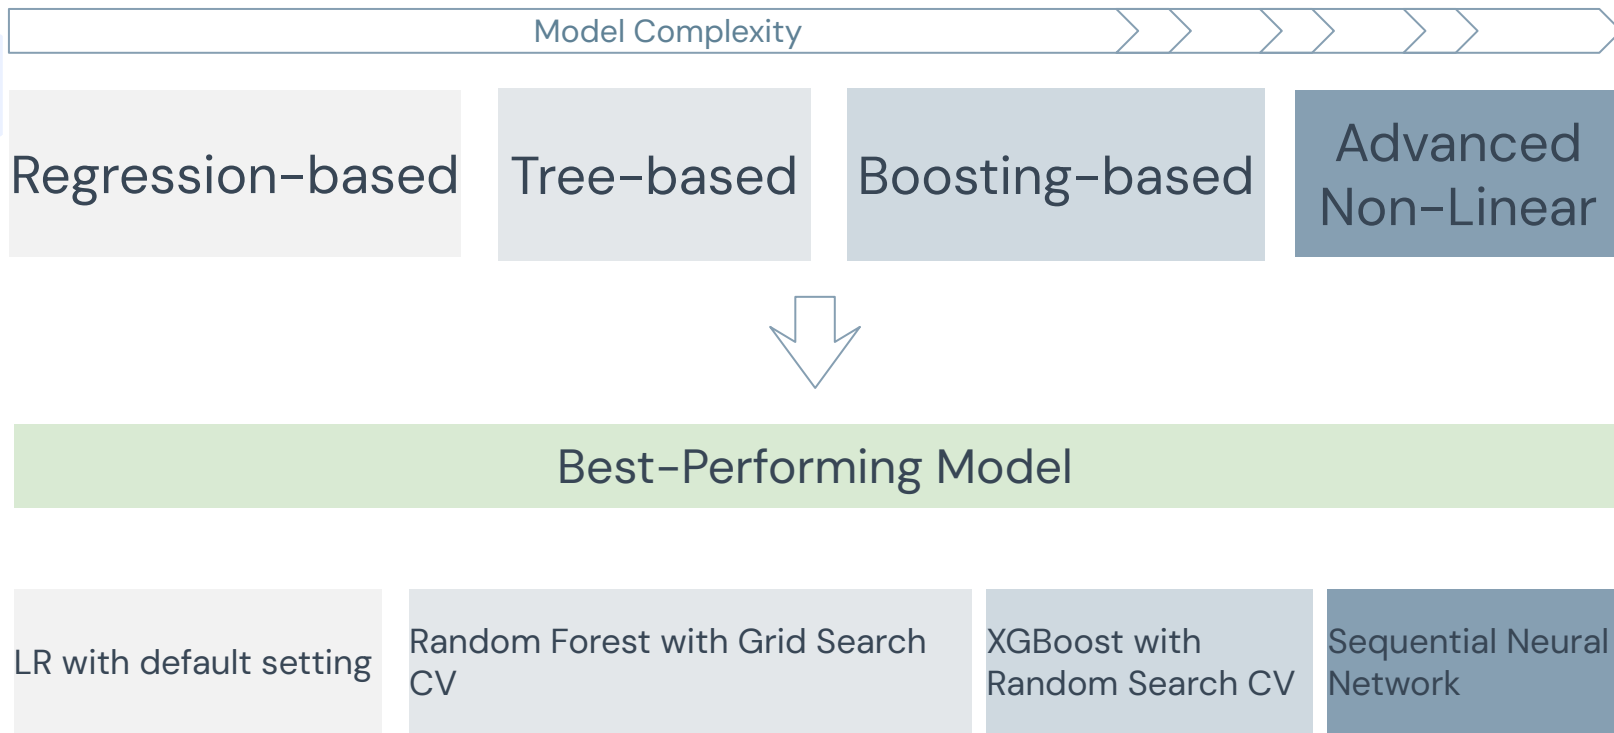 Model Complexity
Regression-based
Tree-based
Boosting-based
Advanced
Non-Linear
Best-Performing Model
LR with default setting
Random Forest with Grid Search
CV
XGBoost with
Random Search CV
Sequential Neural
Network